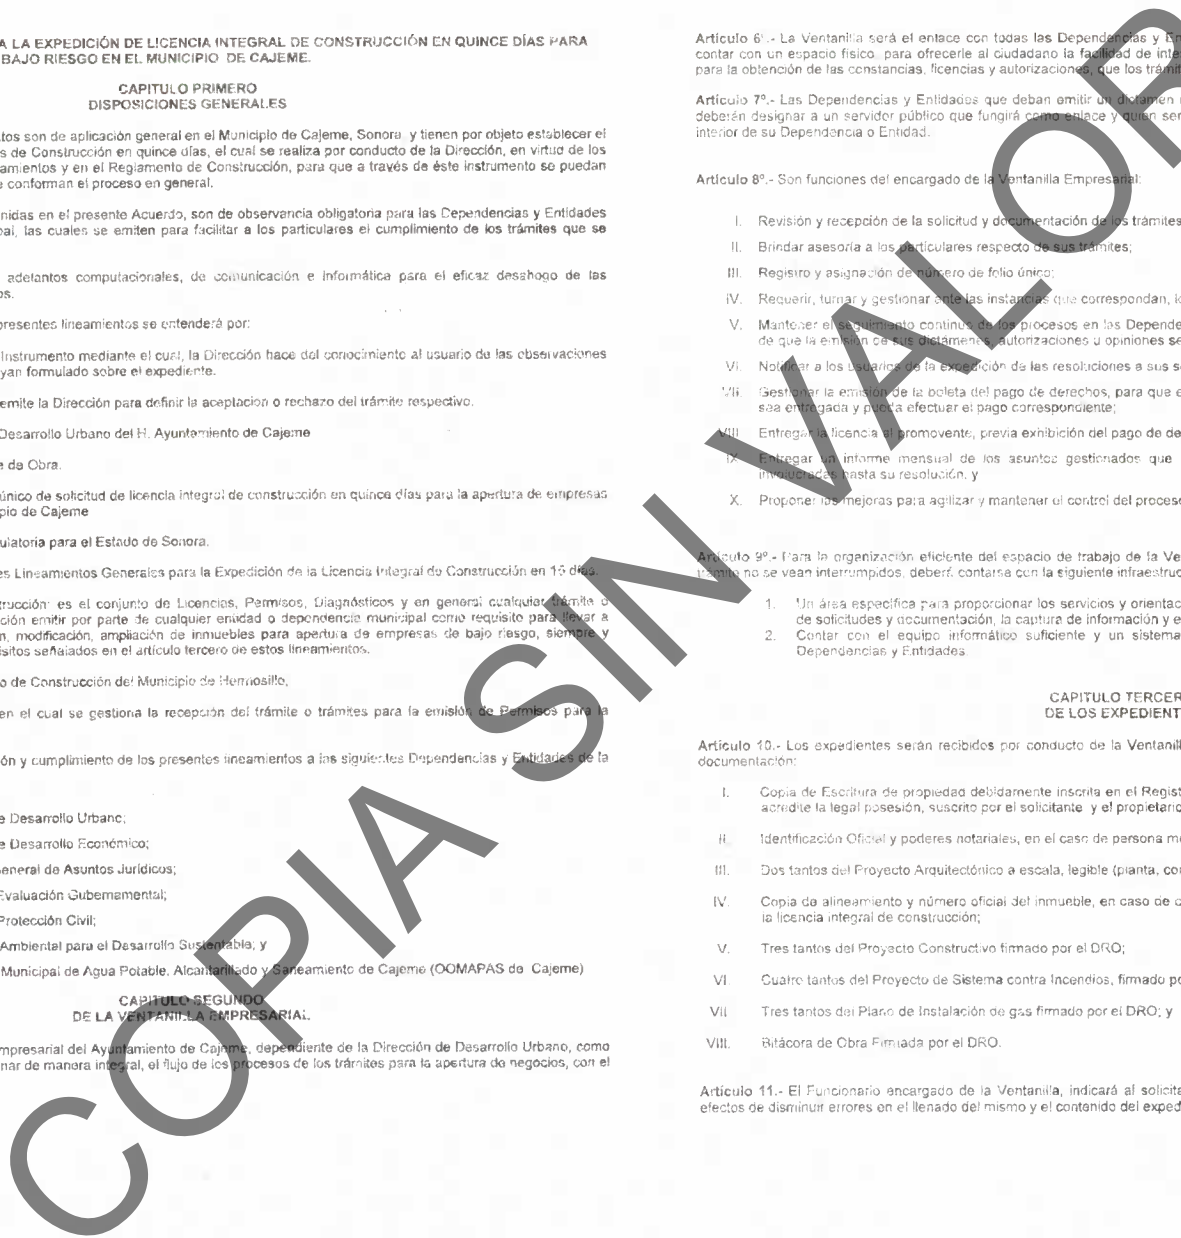 A LA EXPEDICIÓN DE LICENCIA INTEGRAL DE CONSTRUCCIÓN EN QUINCE DÍAS PARA
BAJO RIESGO EN EL MUNICIPIO DE CAJEME.
CAPITULO PRIMERO
DISPOSICIONES GENERALES
tos son de aplicación general en el Municipio de Cajeme, Sonora, y tienen por objeto establecer el
s de Construcción en quince días, el cual se realiza por conducto de la Dirección, en virtud de los
amientos y en el Reglamento de Construcción, para que a través de éste instrumento se puedan
e conforman el proceso en general.
nidas en el presente Acuerdo, son de observancia obligatoria para las Dependencias y Entidades
pal, las cuales se emiten para facilitar a los particulares el cumplimiento de los trámites que se
adelantos computacionales, de comunicación e informática para el eficaz desahogo de las
os.
presentes lineamientos se entenderá por:
Instrumento mediante el cual, la Dirección hace del conocimiento al usuario de las observaciones
yan formulado sobre el expediente.
emite la Dirección para definir la aceptación o rechazo del trámite respectivo.
Desarrollo Urbano del H. Ayuntamiento de Cajeme
e de Obra.
único de solicitud de licencia integral de construcción en quince días para la apertura de empresas
pio de Cajeme
ulatoria para el Estado de Sonora.
es Lineamientos Generales para la Expedición de la Licencia Integral de Construcción en 15 días.
trucción: es el conjunto de Licencias, Permisos, Diagnósticos y en general cualquier trámite o
ción emitir por parte de cualquier entidad o dependencia municipal como requisito para llevar a
n, modificación, ampliación de inmuebles para apertura de empresas de bajo riesgo, siempre y
isitos señalados en el artículo tercero de estos lineamientos.
o de Construcción del Municipio de Hermosillo,
en el cual se gestiona la recepción del trámite o trámites para la emisión de Permisos para la
ón y cumplimiento de los presentes lineamientos a las siguientes Dependencias y Entidades de la
e Desarrollo Urbano;
e Desarrollo Económico;
General de Asuntos Jurídicos;
Evaluación Gubernamental;
Protección Civil;
Ambiental para el Desarrollo Sustentable; y
Municipal de Agua Potable, Alcantarillado y Saneamiento de Cajeme (OOMAPAS de Cajeme)
CAPITULO SEGUNDO
DE LA VENTANILLA EMPRESARIAL
mpresarial del Ayuntamiento de Cajeme, dependiente de la Dirección de Desarrollo Urbano, como
nar de manera integral, el flujo de los procesos de los trámites para la apertura de negocios, con el
Artículo 6º.- La Ventanilla será el enlace con todas las Dependencias y En
contar con un espacio físico, para ofrecerle al ciudadano la facilidad de inte
para la obtención de las constancias, licencias y autorizaciones, que los trámit
Artículo 7º.- Las Dependencias y Entidades que deban emitir un dictamen
deberán designar a un servidor público que fungirá como enlace y quien ser
interior de su Dependencia o Entidad.
Artículo 8º.- Son funciones del encargado de la Ventanilla Empresarial:
I. Revisión y recepción de la solicitud y documentación de los trámites
II. Brindar asesoría a los particulares respecto de sus trámites;
III. Registro y asignación de número de folio único;
IV. Requerir, turnar y gestionar ante las instancias que correspondan, l
V. Mantener el seguimiento continuo de los procesos en las Depende
de que la emisión de sus dictámenes, autorizaciones u opiniones se
VI. Notificar a los usuarios de la expedición de las resoluciones a sus s
VII. Gestionar la emisión de la boleta del pago de derechos, para que e
sea entregada y pueda efectuar el pago correspondiente;
VIII. Entregar la licencia al promovente, previa exhibición del pago de de
IX. Entregar un informe mensual de los asuntos gestionados que
involucradas hasta su resolución, y
X. Proponer las mejoras para agilizar y mantener el control del proces
Artículo 9º.- Para la organización eficiente del espacio de trabajo de la Ve
trámite no se vean interrumpidos, deberá contarse con la siguiente infraestruc
1. Un área específica para proporcionar los servicios y orientac
de solicitudes y documentación, la captura de información y e
2. Contar con el equipo informático suficiente y un sistema
Dependencias y Entidades.
CAPITULO TERCER
DE LOS EXPEDIENT
Artículo 10.- Los expedientes serán recibidos por conducto de la Ventanill
documentación:
I. Copia de Escritura de propiedad debidamente inscrita en el Regist
acredite la legal posesión, suscrito por el solicitante y el propietario
II. Identificación Oficial y poderes notariales, en el caso de persona m
III. Dos tantos del Proyecto Arquitectónico a escala, legible (planta, co
IV. Copia de alineamiento y número oficial del inmueble, en caso de c
la licencia integral de construcción;
V. Tres tantos del Proyecto Constructivo firmado por el DRO;
VI. Cuatro tantos del Proyecto de Sistema contra Incendios, firmado po
VII. Tres tantos del Plano de Instalación de gas firmado por el DRO; y
VIII. Bitácora de Obra Firmada por el DRO.
Artículo 11.- El Funcionario encargado de la Ventanilla, indicará al solicita
efectos de disminuir errores en el llenado del mismo y el contenido del exped
COPIA SIN VALOR